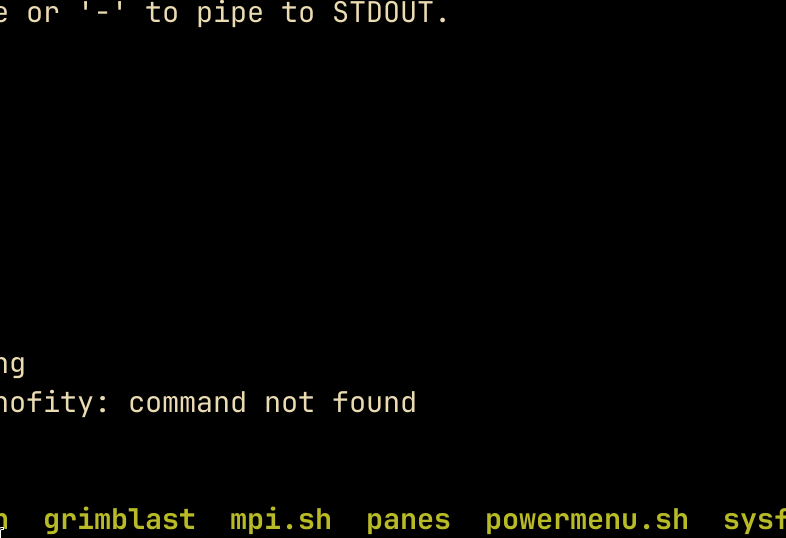 e or '-' to pipe to STDOUT.
ng
nofity: command not found
grimblast mpi.sh panes powermenu.sh sysf